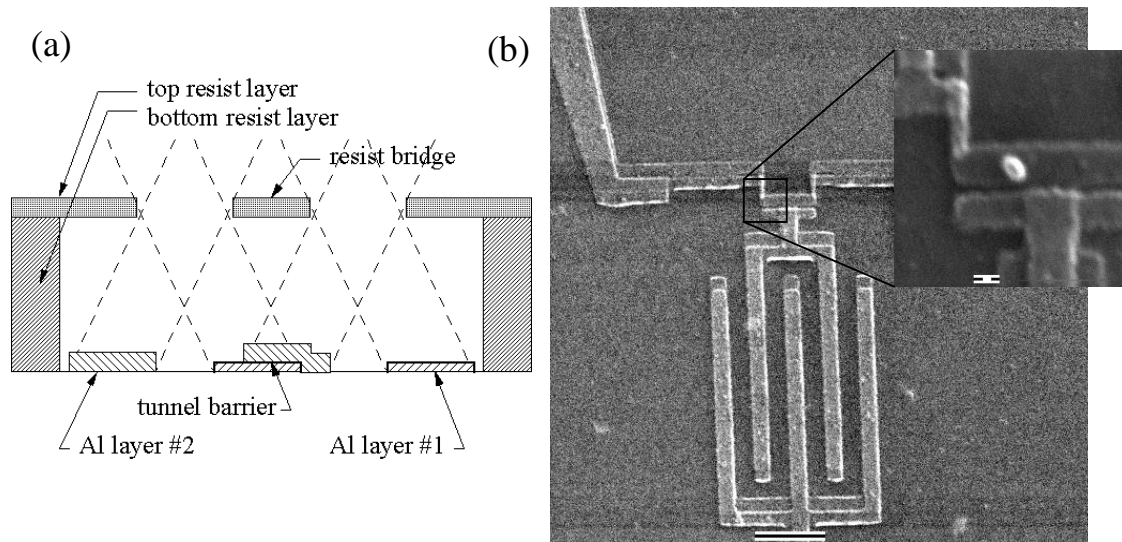 (a)
(b)
top resist layer
bottom resist layer
resist bridge
tunnel barrier
Al layer #2
Al layer #1